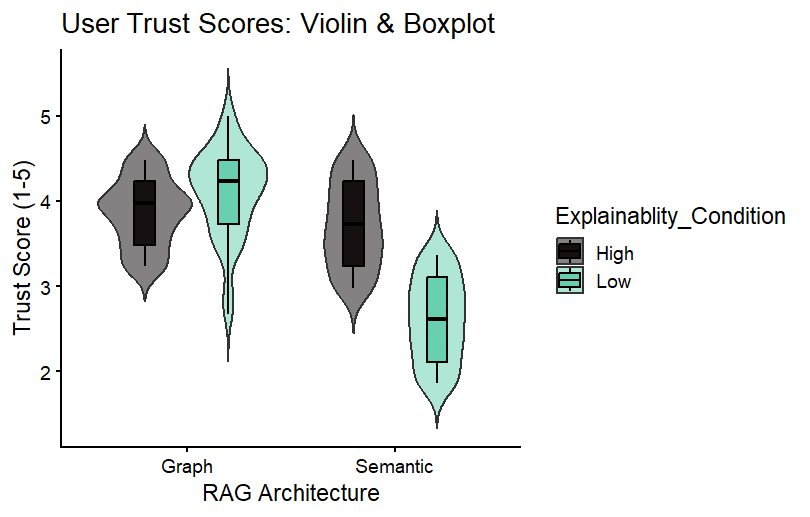 User Trust Scores: Violin & Boxplot
Trust Score (1-5)
5
4
3
2
Graph
Semantic
RAG Architecture
Explainablity_Condition
High
Low